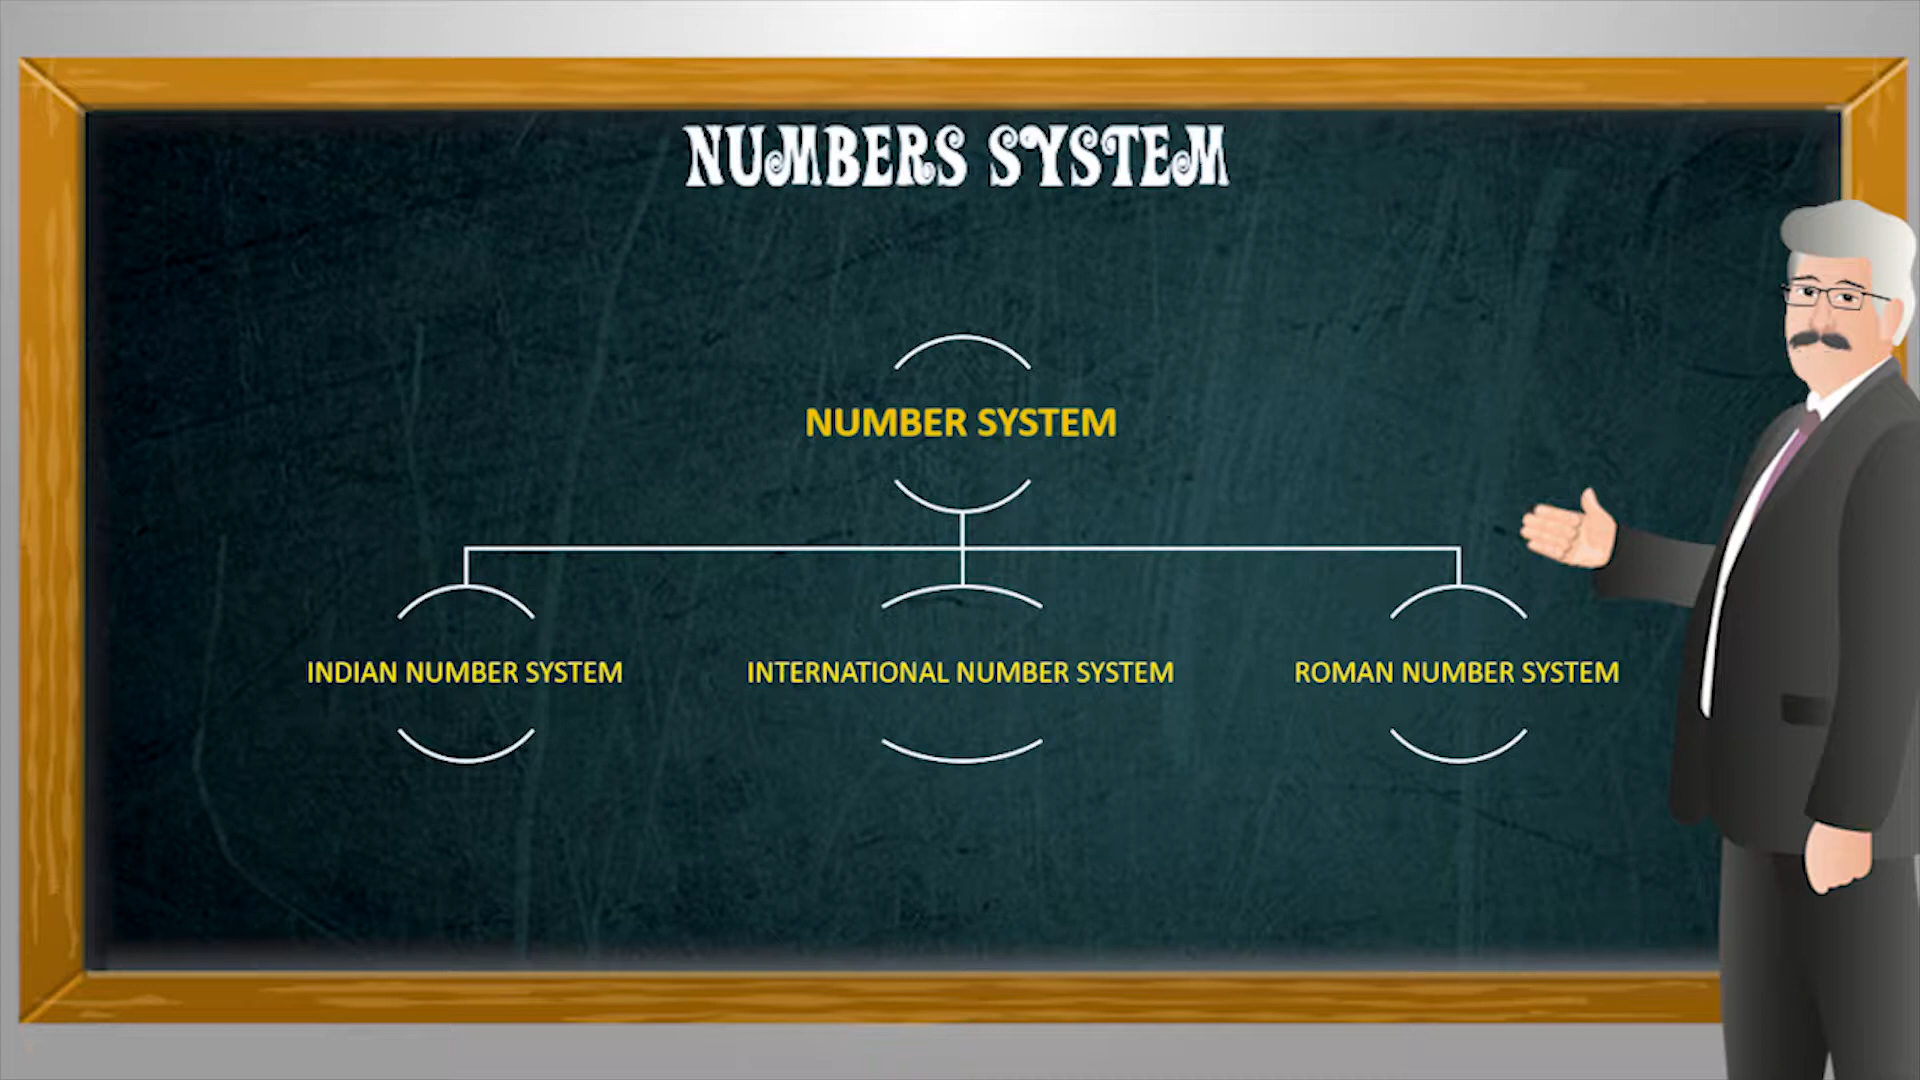 NUMBERS SYSTEM
NUMBER SYSTEM
INDIAN NUMBER SYSTEM
INTERNATIONAL NUMBER SYSTEM
ROMAN NUMBER SYSTEM